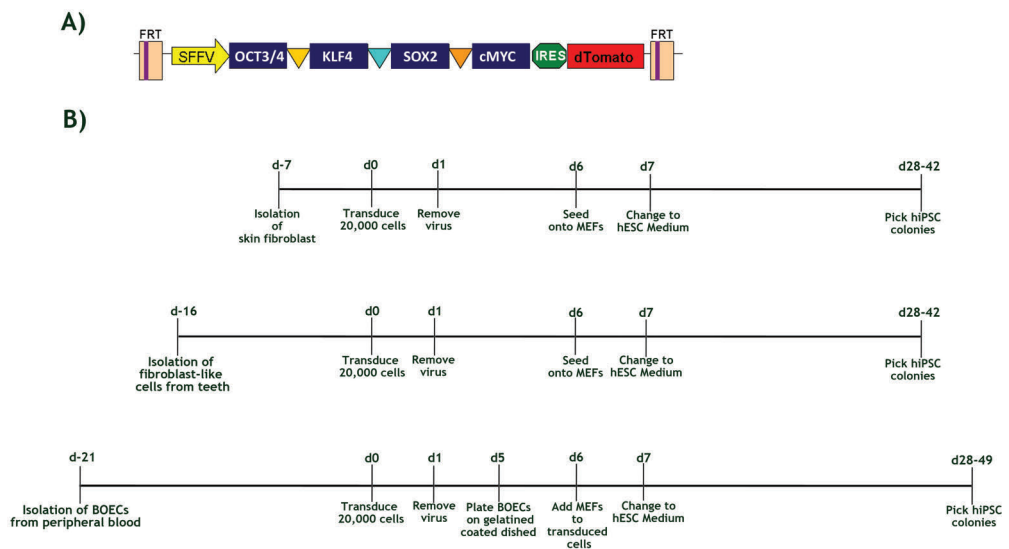 A)
FRT
FRT
SFFV
OCT3/4
KLF4
SOX2
cMYC
IRES
dTomato
B)
d-7
d0
d1
d6
d7
d28-42
Isolation
of
skin fibroblast
Transduce
20,000 cells
Remove
virus
Seed
onto MEFs
Change to
hESC Medium
Pick hiPSC
colonies
d-16
d0
d1
d6
d7
d28-42
Isolation of
fibroblast-like
cells from teeth
Transduce
20,000 cells
Remove
virus
Seed
onto MEFs
Change to
hESC Medium
Pick hiPSC
colonies
d-21
d0
d1
d5
d6
d7
d28-49
Isolation of BOECs
from peripheral blood
Transduce
20,000 cells
Remove
virus
Plate BOECs
on gelatined
coated dished
Add MEFs
to
transduced
cells
Change to
hESC Medium
Pick hiPSC
colonies